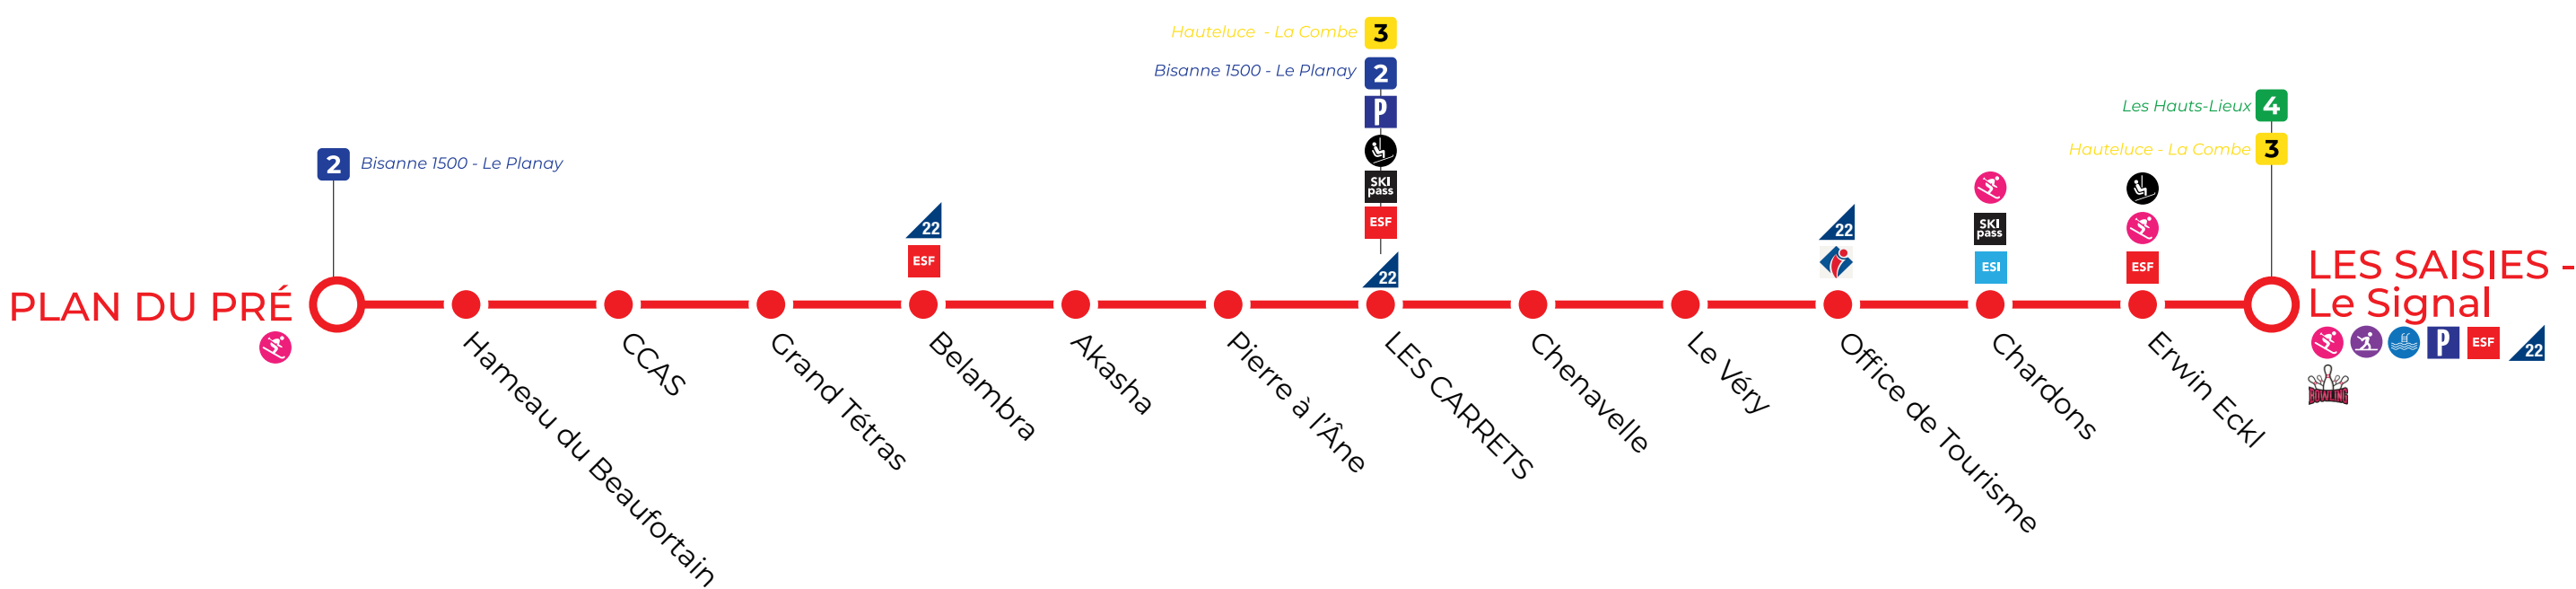 Hauteluce - La Combe 3
Bisanne 1500 - Le Planay 2
P
SKI
pass
ESF
22
2 Bisanne 1500 - Le Planay
22
ESF
22
SKI
pass
ESI
ESF
Les Hauts-Lieux 4
Hauteluce - La Combe 3
PLAN DU PRÉ
Hameau du Beaufortain
CCAS
Grand Tétras
Belambra
Akasha
Pierre à l'Âne
LES CARRETS
Chenavelle
Le Véry
Office de Tourisme
Chardons
Erwin Eckl
LES SAISIES -
Le Signal
P ESF 22
BOWLING